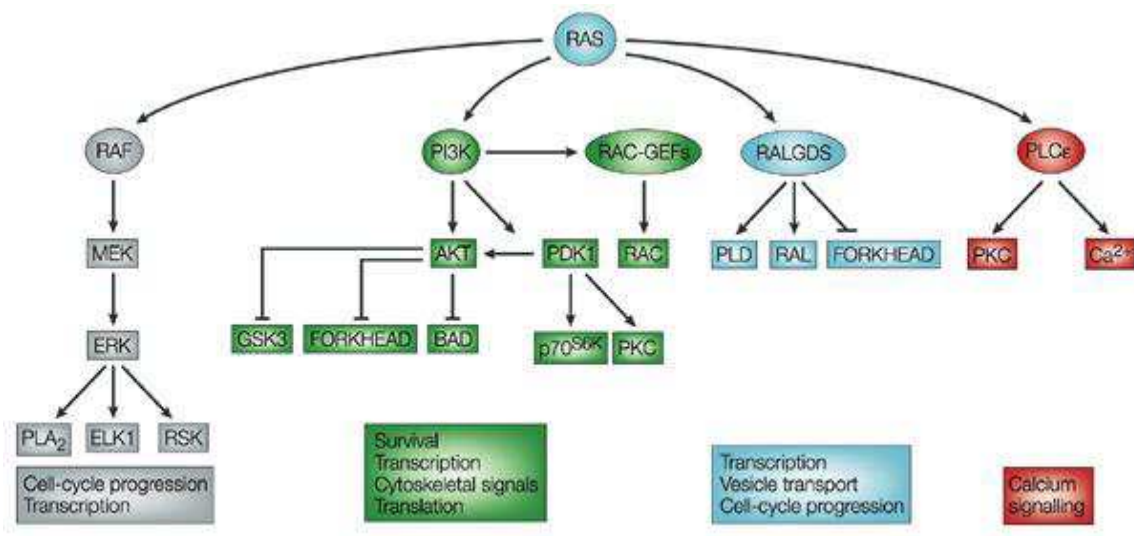 RAS
RAF
PI3K
RAC-GEFs
RALGDS
PLCε
MEK
AKT
PDK1
RAC
PLD
RAL
FORKHEAD
PKC
Ca2+
ERK
GSK3
FORKHEAD
BAD
p70S6K
PKC
PLA2
ELK1
RSK
Cell-cycle progression
Transcription
Survival
Transcription
Cytoskeletal signals
Translation
Transcription
Vesicle transport
Cell-cycle progression
Calcium
signalling